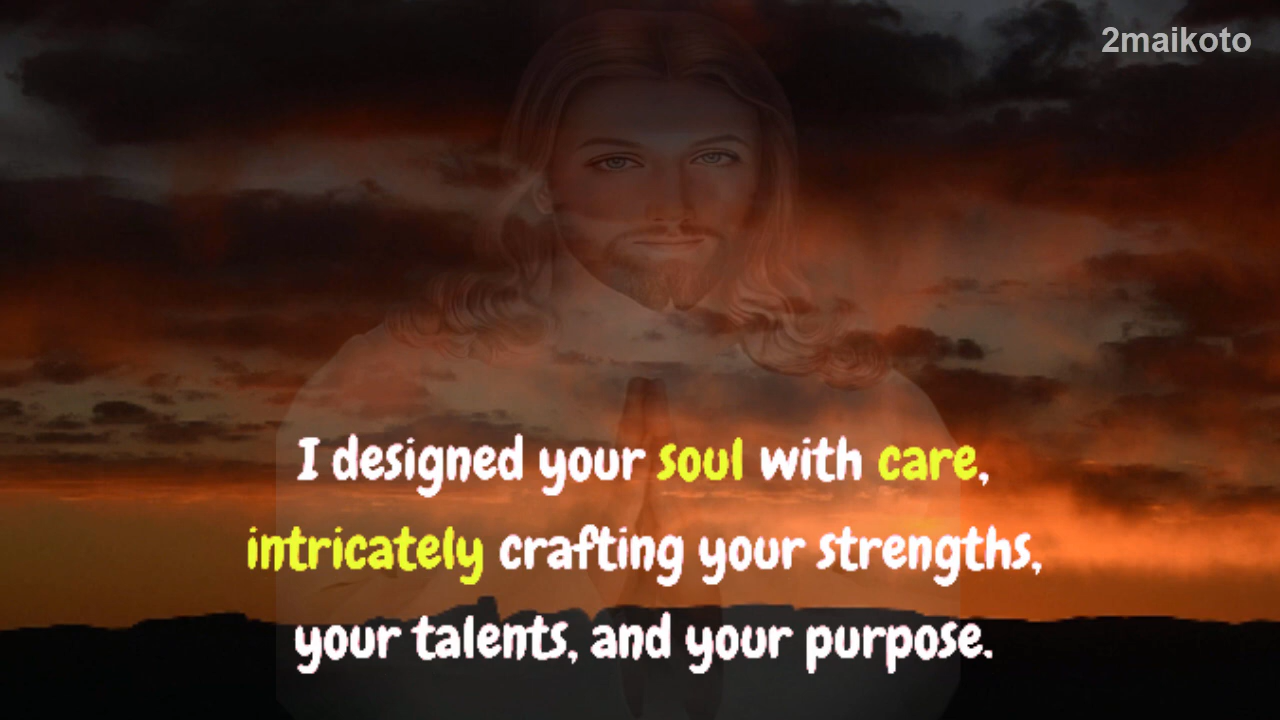 2maikoto
I designed your soul with care,
intricately crafting your strengths,
your talents, and your purpose.